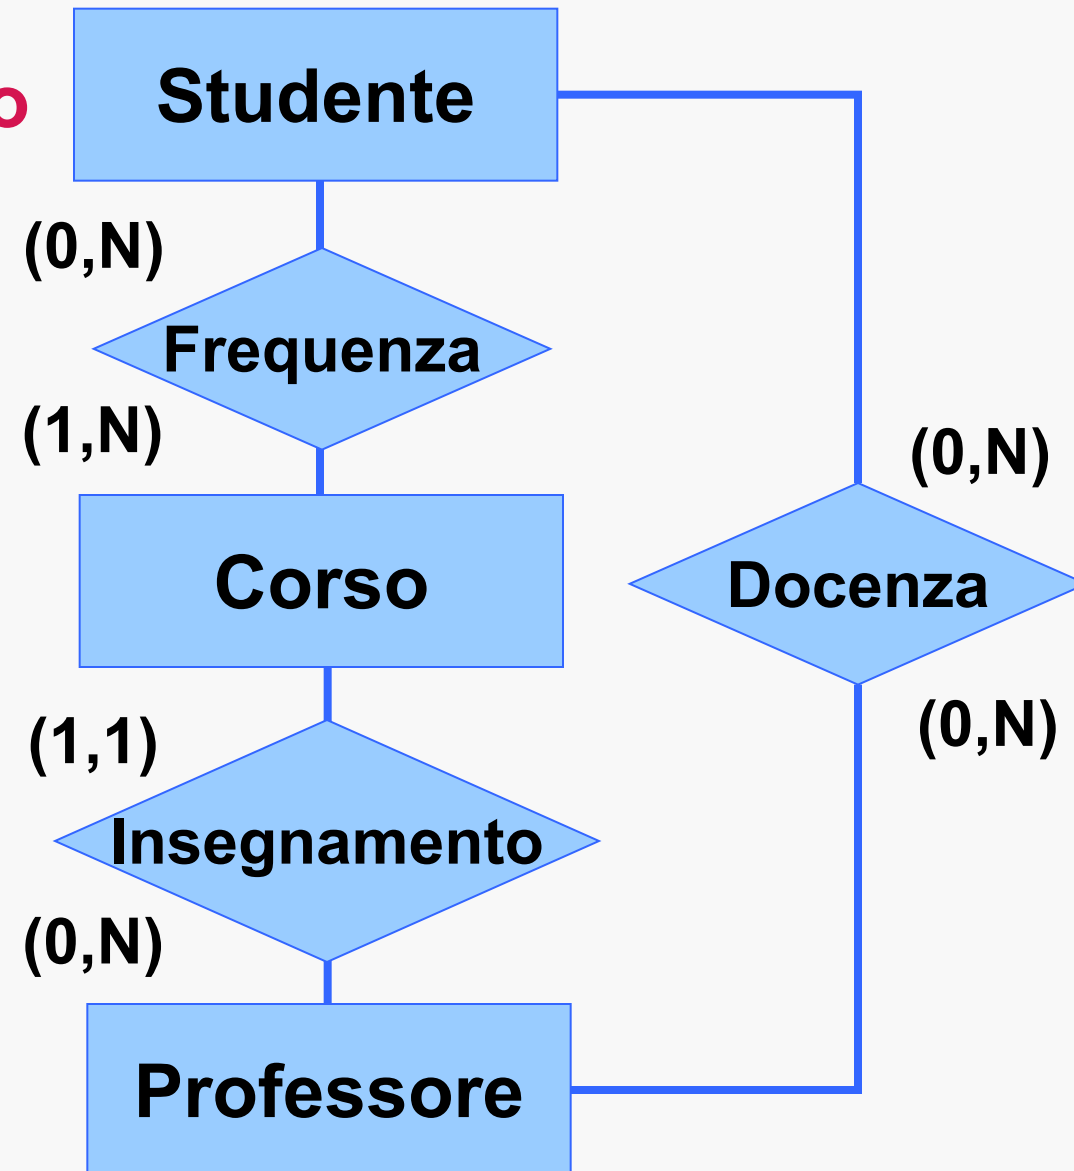 Studente
(0,N)
Frequenza
(1,N)
Corso
(0,N)
Docenza
(0,N)
(1,1)
Insegnamento
(0,N)
Professore